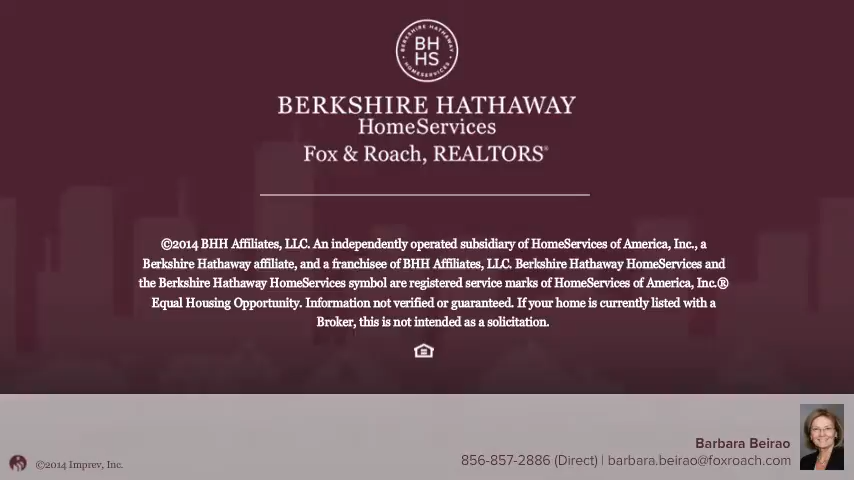 BERKSHIRE HATHAWAY
HOMESERVICES
BH
HS
BERKSHIRE HATHAWAY
HomeServices
Fox & Roach, REALTORS®
©2014 BHH Affiliates, LLC. An independently operated subsidiary of HomeServices of America, Inc., a
Berkshire Hathaway affiliate, and a franchisee of BHH Affiliates, LLC. Berkshire Hathaway HomeServices and
the Berkshire Hathaway HomeServices symbol are registered service marks of HomeServices of America, Inc.®
Equal Housing Opportunity. Information not verified or guaranteed. If your home is currently listed with a
Broker, this is not intended as a solicitation.
Barbara Beirao
856-857-2886 (Direct) | barbara.beirao@foxroach.com
©2014 Imprev, Inc.